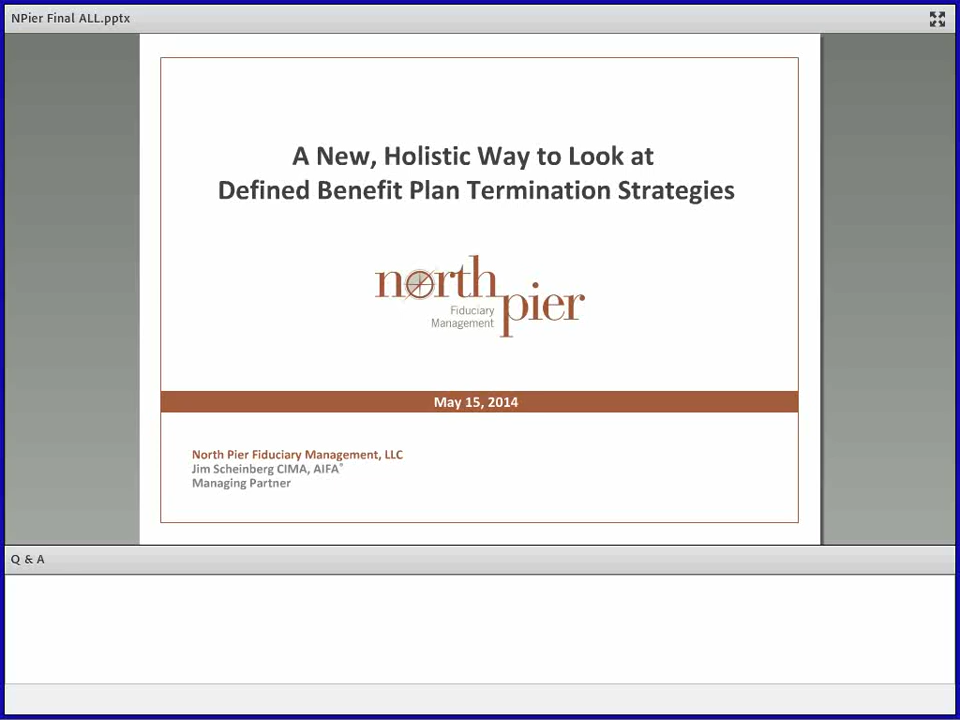 NPier Final ALL.pptx
A New, Holistic Way to Look at
Defined Benefit Plan Termination Strategies
north
pier
Fiduciary
Management
May 15, 2014
North Pier Fiduciary Management, LLC
Jim Scheinberg CIMA, AIFA®
Managing Partner
Q & A